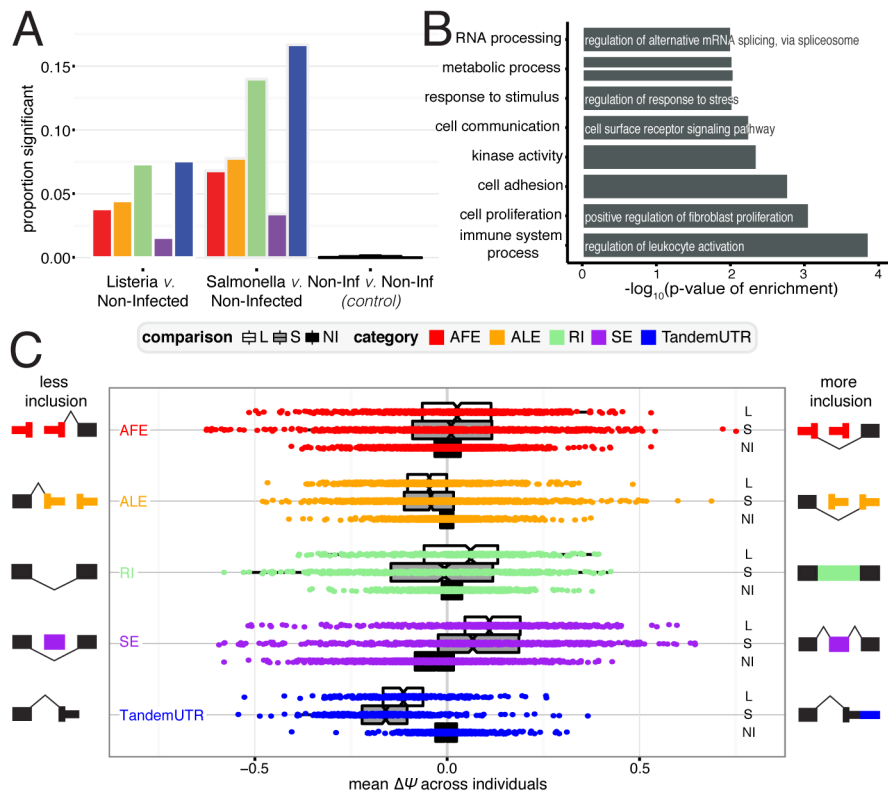 A
proportion significant
0.15
0.10
0.05
0.00
Listeria v.
Non-Infected
Salmonella v.
Non-Infected
Non-Inf v. Non-Inf
(control)
B
RNA processing
regulation of alternative mRNA splicing, via spliceosome
metabolic process
response to stimulus
regulation of response to stress
cell communication
cell surface receptor signaling pathway
kinase activity
cell adhesion
cell proliferation
positive regulation of fibroblast proliferation
immune system
process
regulation of leukocyte activation
0 1 2 3 4
-log10(p-value of enrichment)
C
comparison L S NI category AFE ALE RI SE TandemUTR
less
inclusion
more
inclusion
AFE
L
S
NI
ALE
L
S
NI
RI
L
S
NI
SE
L
S
NI
TandemUTR
L
S
NI
−0.5 0.0 0.5
mean ΔΨ across individuals